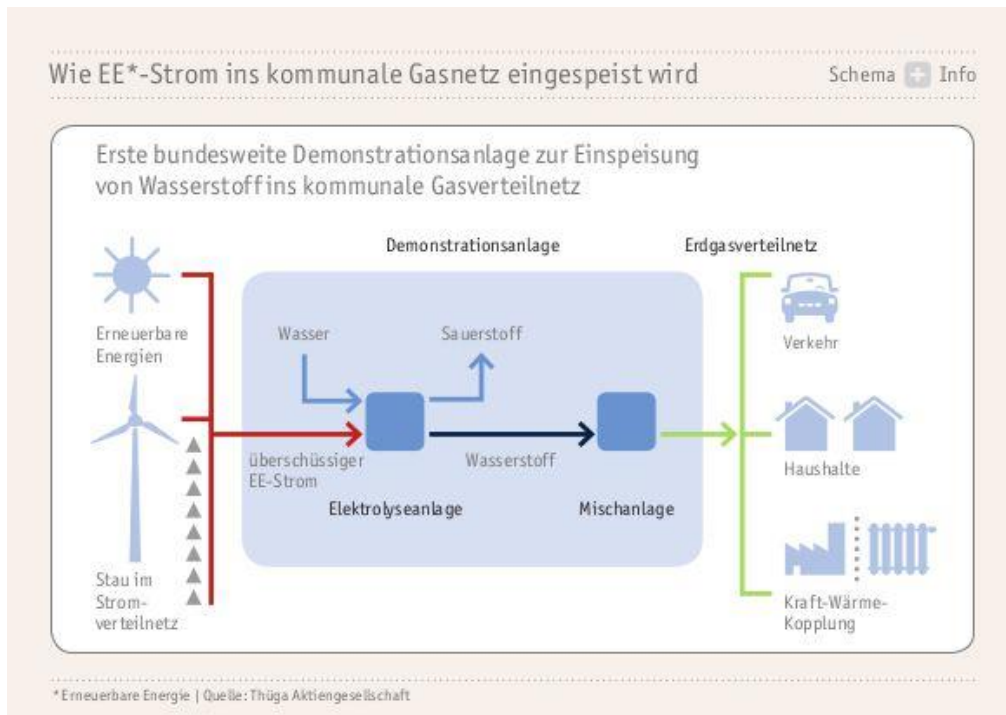 Wie EE*-Strom ins kommunale Gasnetz eingespeist wird
Schema + Info
Erste bundesweite Demonstrationsanlage zur Einspeisung
von Wasserstoff ins kommunale Gasverteilnetz
Demonstrationsanlage
Erdgasverteilnetz
Erneuerbare
Energien
Wasser
Sauerstoff
Verkehr
überschüssiger
EE-Strom
Wasserstoff
Haushalte
Elektrolyseanlage
Mischanlage
Stau im
Strom-
verteilnetz
Kraft-Wärme-
Kopplung
*Erneuerbare Energie | Quelle: Thüga Aktiengesellschaft